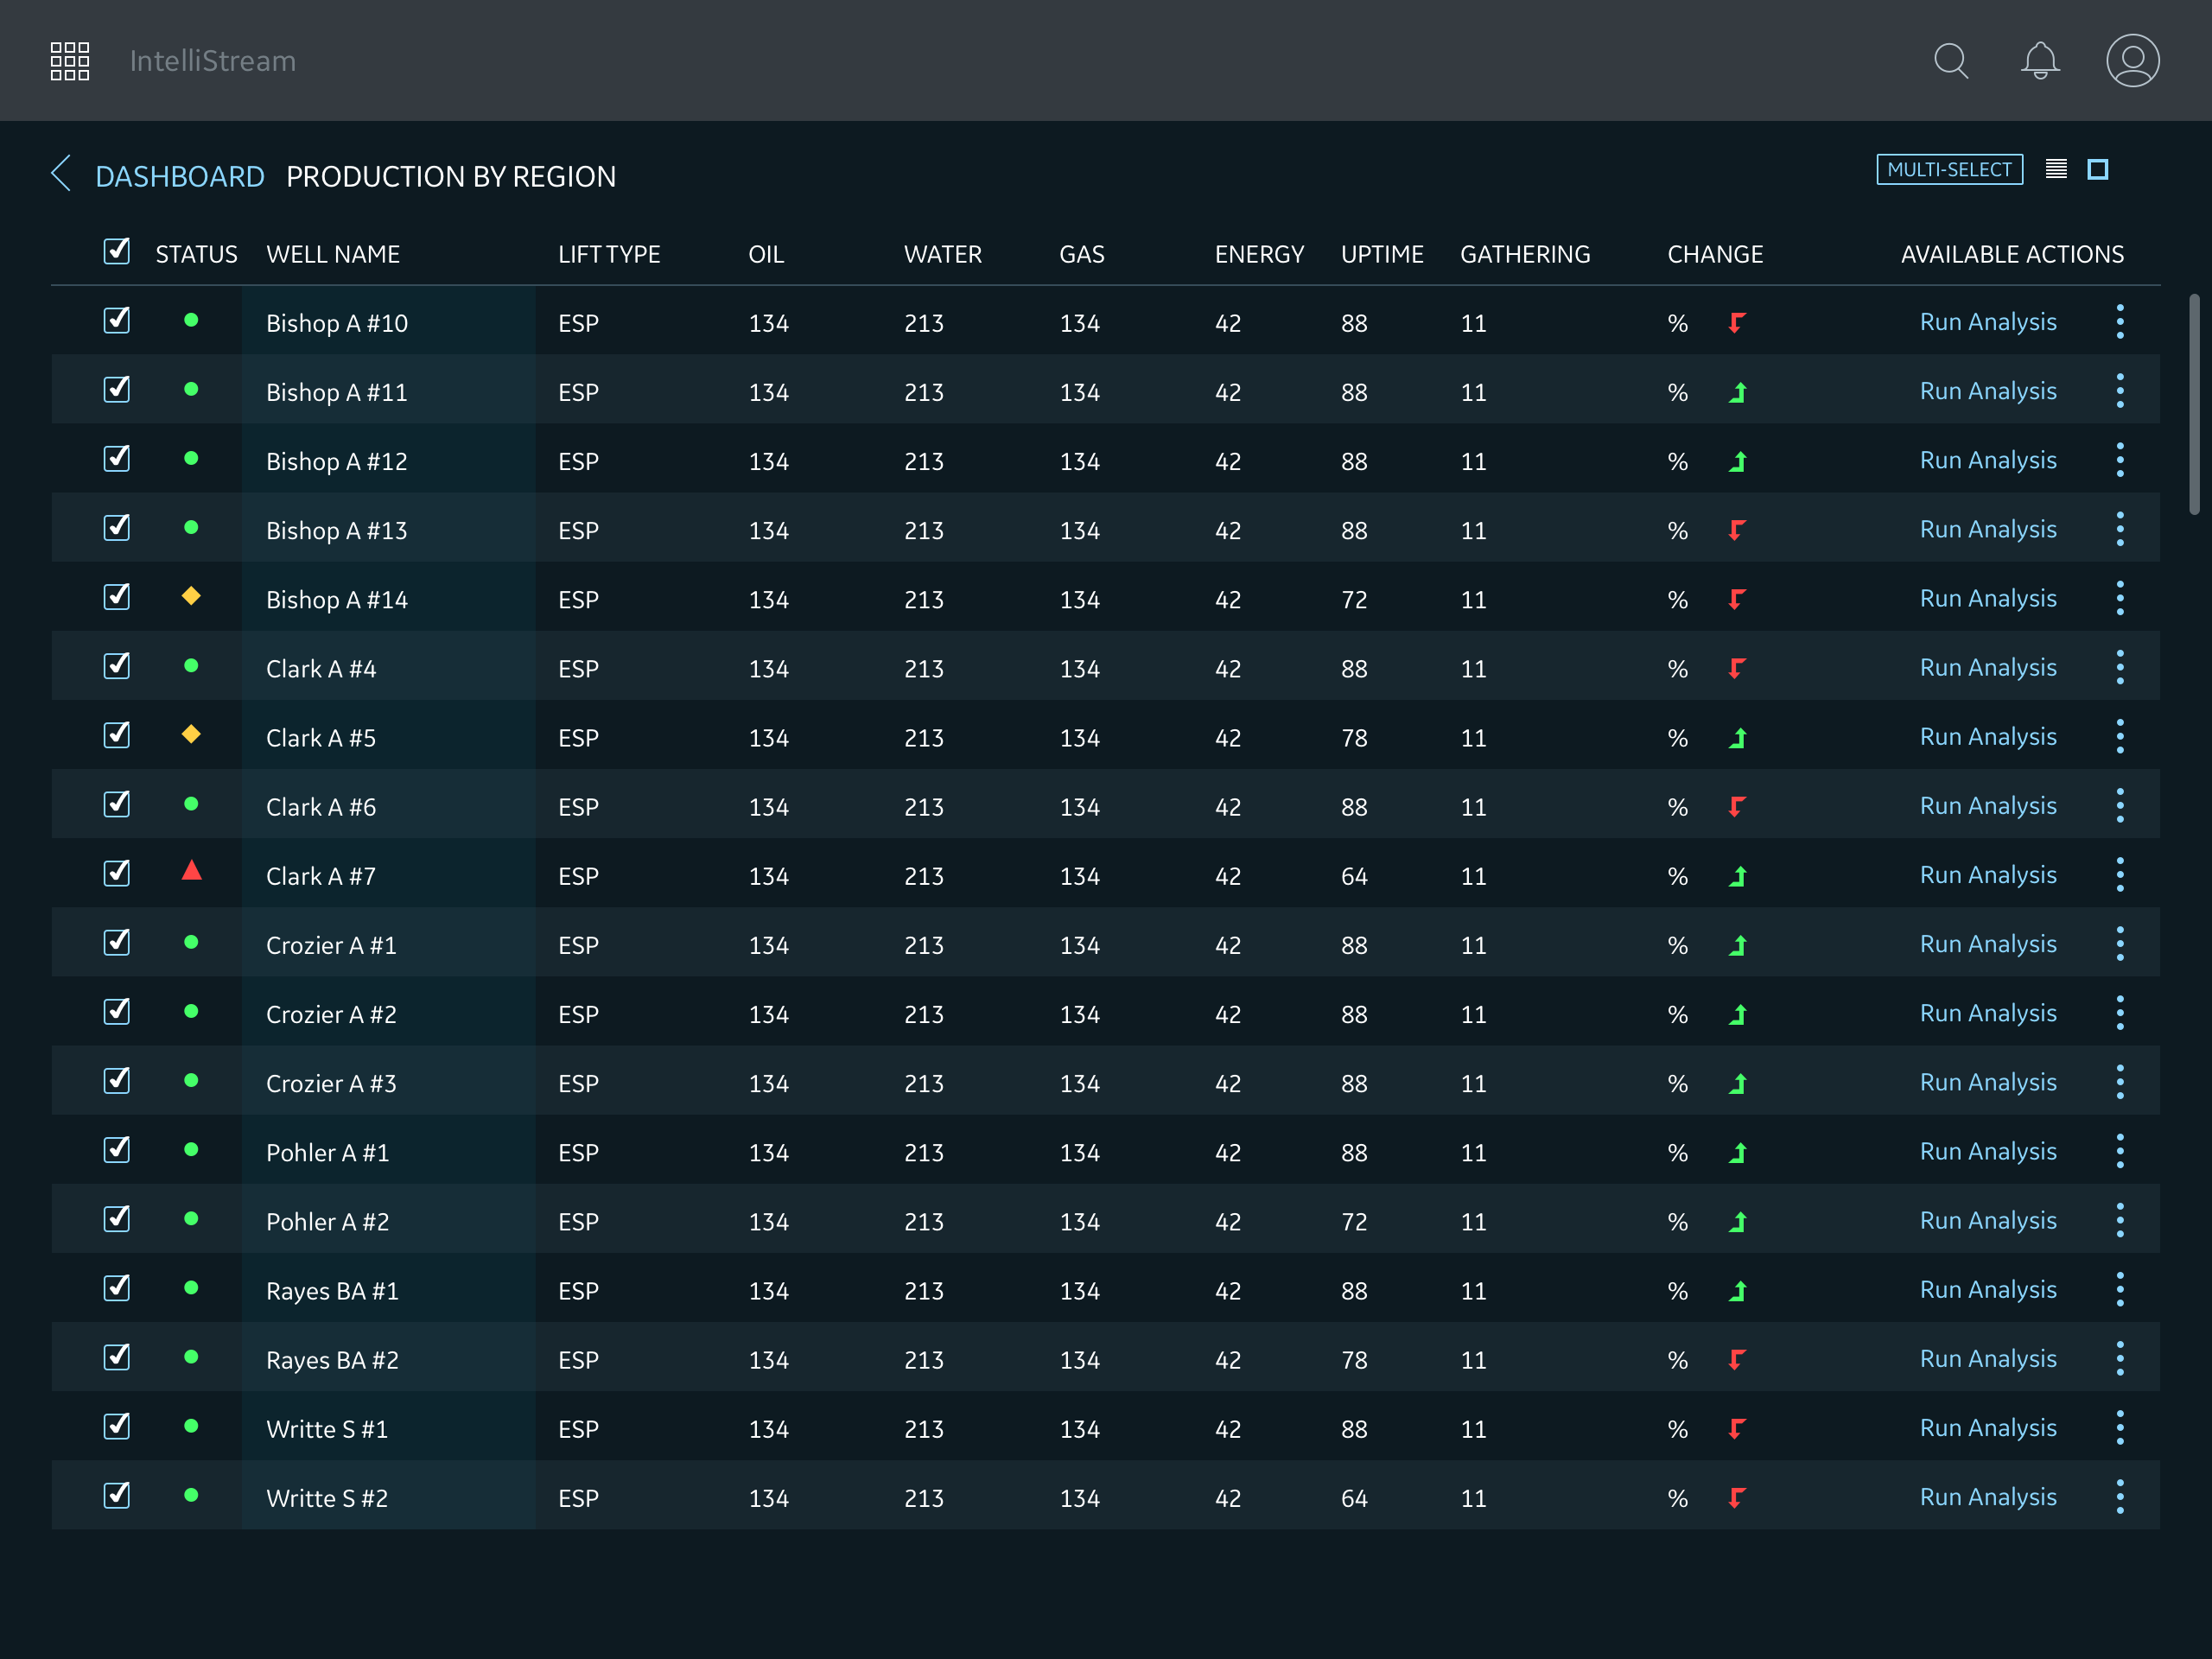 IntelliStream
DASHBOARD PRODUCTION BY REGION MULTI-SELECT
STATUS WELL NAME LIFT TYPE OIL WATER GAS ENERGY UPTIME GATHERING CHANGE AVAILABLE ACTIONS
Bishop A #10 ESP 134 213 134 42 88 11 % Run Analysis
Bishop A #11 ESP 134 213 134 42 88 11 % Run Analysis
Bishop A #12 ESP 134 213 134 42 88 11 % Run Analysis
Bishop A #13 ESP 134 213 134 42 88 11 % Run Analysis
Bishop A #14 ESP 134 213 134 42 72 11 % Run Analysis
Clark A #4 ESP 134 213 134 42 88 11 % Run Analysis
Clark A #5 ESP 134 213 134 42 78 11 % Run Analysis
Clark A #6 ESP 134 213 134 42 88 11 % Run Analysis
Clark A #7 ESP 134 213 134 42 64 11 % Run Analysis
Crozier A #1 ESP 134 213 134 42 88 11 % Run Analysis
Crozier A #2 ESP 134 213 134 42 88 11 % Run Analysis
Crozier A #3 ESP 134 213 134 42 88 11 % Run Analysis
Pohler A #1 ESP 134 213 134 42 88 11 % Run Analysis
Pohler A #2 ESP 134 213 134 42 72 11 % Run Analysis
Rayes BA #1 ESP 134 213 134 42 88 11 % Run Analysis
Rayes BA #2 ESP 134 213 134 42 78 11 % Run Analysis
Writte S #1 ESP 134 213 134 42 88 11 % Run Analysis
Writte S #2 ESP 134 213 134 42 64 11 % Run Analysis